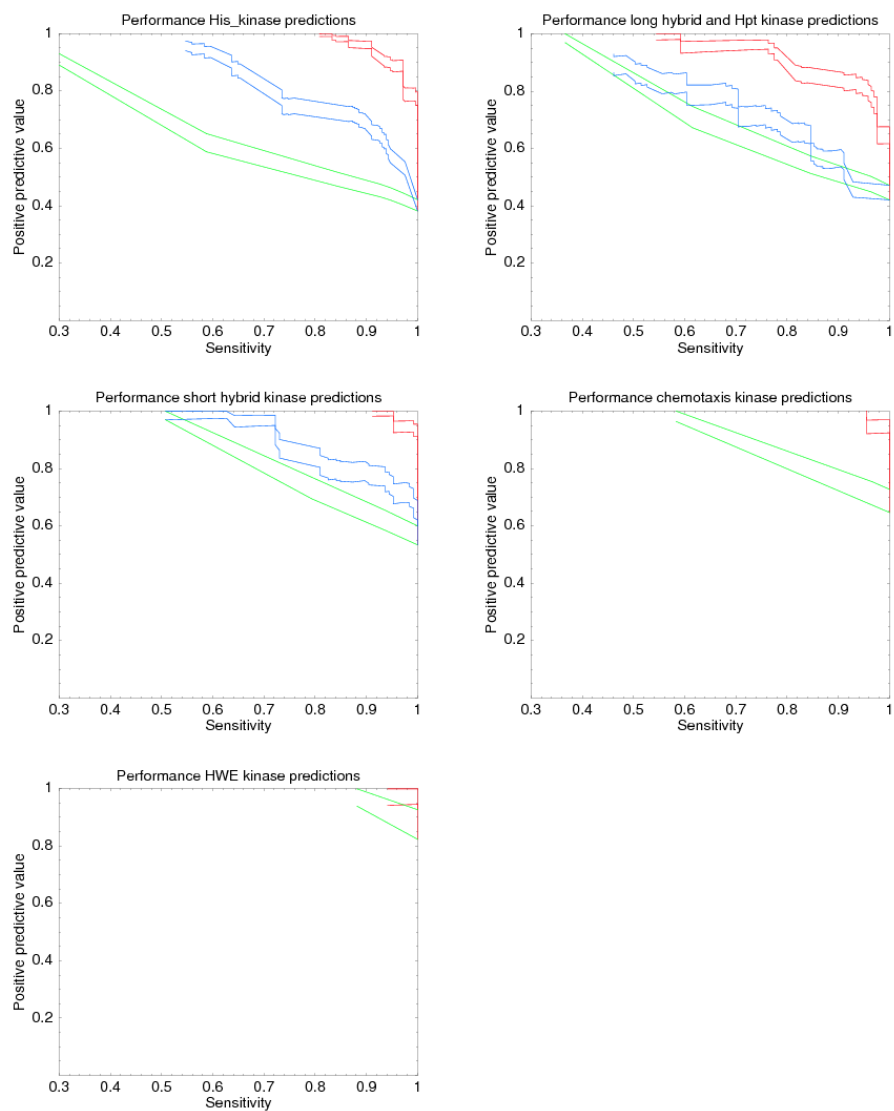 Performance His_kinase predictions
1
0.8
0.6
0.4
0.2
Positive predictive value
0.3 0.4 0.5 0.6 0.7 0.8 0.9 1
Sensitivity
Performance long hybrid and Hpt kinase predictions
1
0.8
0.6
0.4
0.2
Positive predictive value
0.3 0.4 0.5 0.6 0.7 0.8 0.9 1
Sensitivity
Performance short hybrid kinase predictions
1
0.8
0.6
0.4
0.2
Positive predictive value
0.3 0.4 0.5 0.6 0.7 0.8 0.9 1
Sensitivity
Performance chemotaxis kinase predictions
1
0.8
0.6
0.4
0.2
Positive predictive value
0.3 0.4 0.5 0.6 0.7 0.8 0.9 1
Sensitivity
Performance HWE kinase predictions
1
0.8
0.6
0.4
0.2
Positive predictive value
0.3 0.4 0.5 0.6 0.7 0.8 0.9 1
Sensitivity